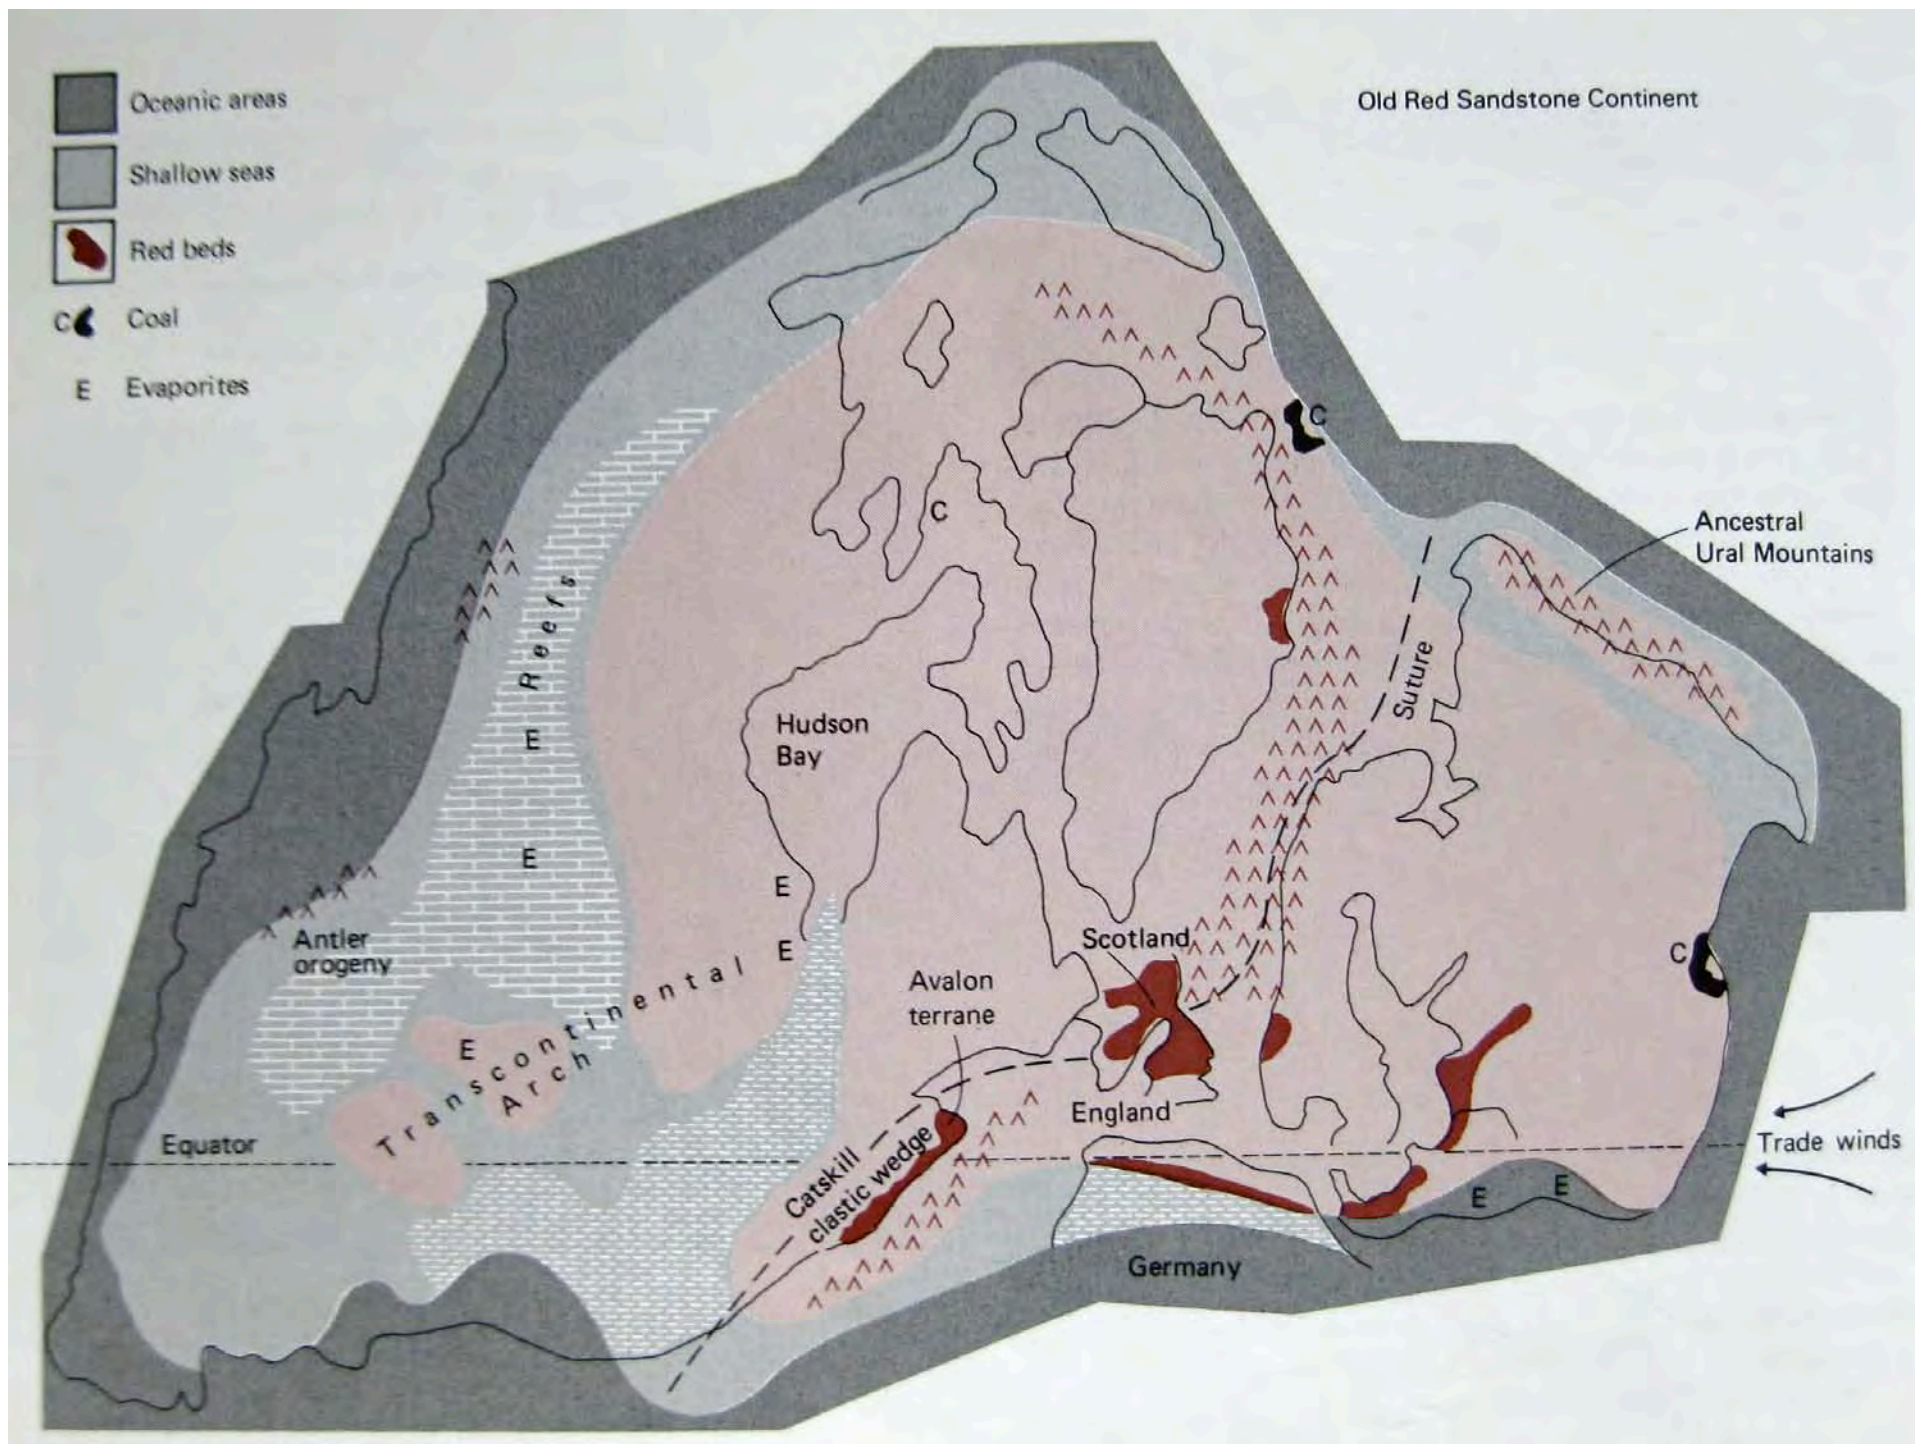 Oceanic areas
Shallow seas
Red beds
C Coal
E Evaporites
Old Red Sandstone Continent
C
Ancestral
Ural Mountains
C
Reefs
Suture
E
Hudson
Bay
E
E
Antler
orogeny
Scotland
C
E
Avalon
terrane
E
Transcontinental
Arch
England
Equator
Trade winds
Catskill
clastic wedge
E E
Germany